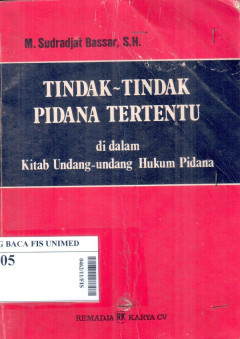 M. Sudradjat Bassar, S.H.
TINDAK-TINDAK
PIDANA TERTENTU
di dalam
Kitab Undang-undang Hukum Pidana
G BACA FIS UNIMED
05
REMADJA RK KARYA CV